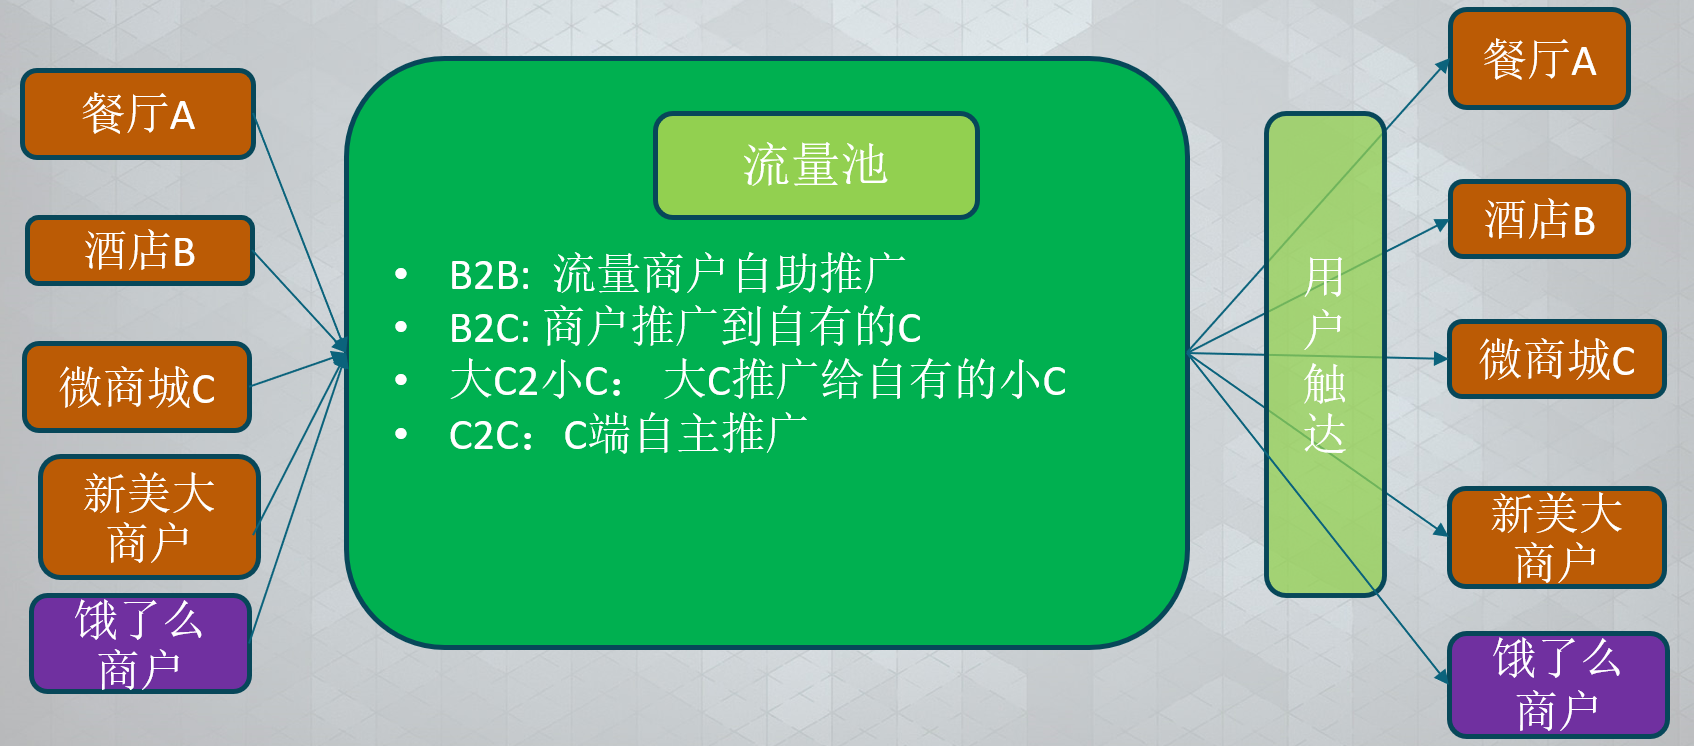 餐厅A
酒店B
微商城C
新美大
商户
饿了么
商户
流量池
• B2B: 流量商户自助推广
• B2C: 商户推广到自有的C
• 大C2小C： 大C推广给自有的小C
• C2C：C端自主推广
用
户
触
达
餐厅A
酒店B
微商城C
新美大
商户
饿了么
商户